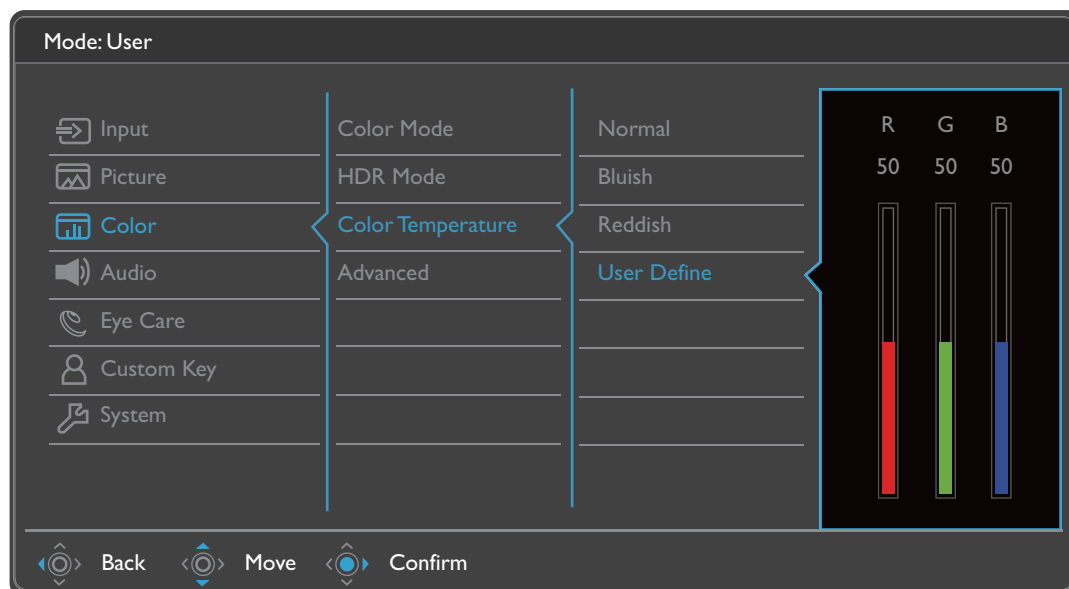 Mode: User
Input
Picture
Color
Audio
Eye Care
Custom Key
System
Color Mode
HDR Mode
Color Temperature
Advanced
Normal
Bluish
Reddish
User Define
R G B
50 50 50
Back Move Confirm